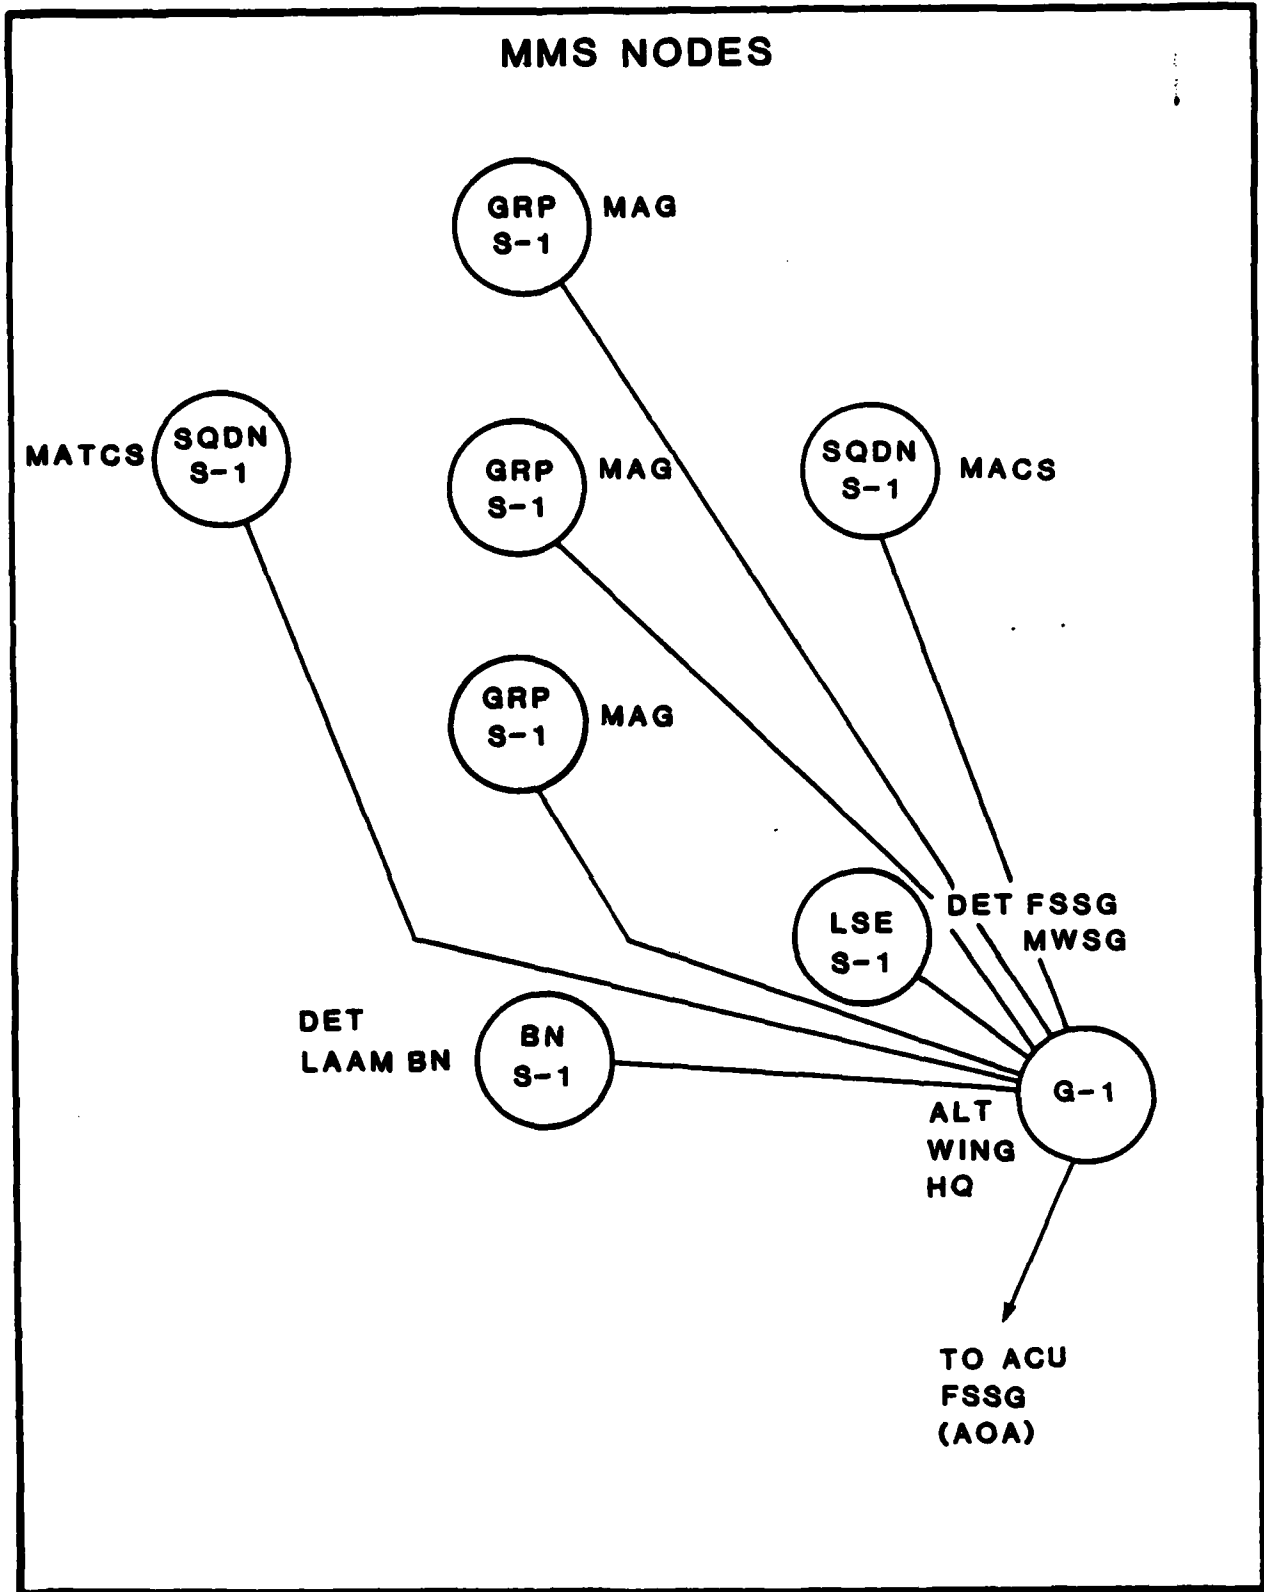 MMS NODES
GRP
S-1
MAG
MATCS
SQDN
S-1
GRP
S-1
MAG
SQDN
S-1
MACS
GRP
S-1
MAG
LSE
S-1
DET FSSG
MWSG
DET
LAAM BN
BN
S-1
G-1
ALT
WING
HQ
TO ACU
FSSG
(AOA)